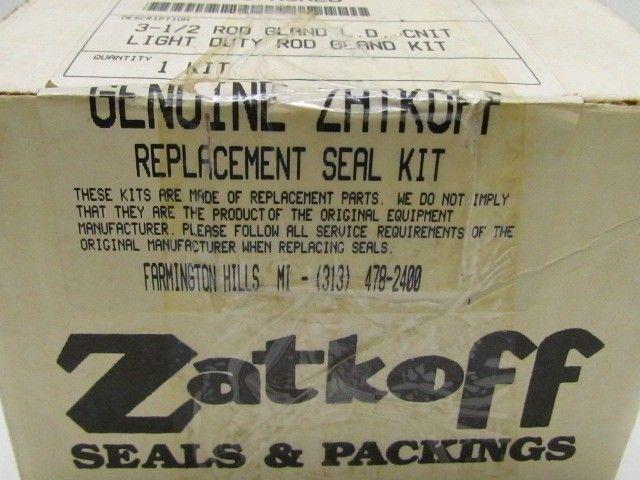 DESCRIPTION
3-1/2 ROD GLAND L.D. CNIT
LIGHT DUTY ROD GLAND KIT
QUANTITY
1 KIT
GENUINE ZATKOFF
REPLACEMENT SEAL KIT
THESE KITS ARE MADE OF REPLACEMENT PARTS. WE DO NOT IMPLY
THAT THEY ARE THE PRODUCT OF THE ORIGINAL EQUIPMENT
MANUFACTURER. PLEASE FOLLOW ALL SERVICE REQUIREMENTS OF THE
ORIGINAL MANUFACTURER WHEN REPLACING SEALS.
FARMINGTON HILLS MI - (313) 478-2400
Zatkoff
SEALS & PACKINGS